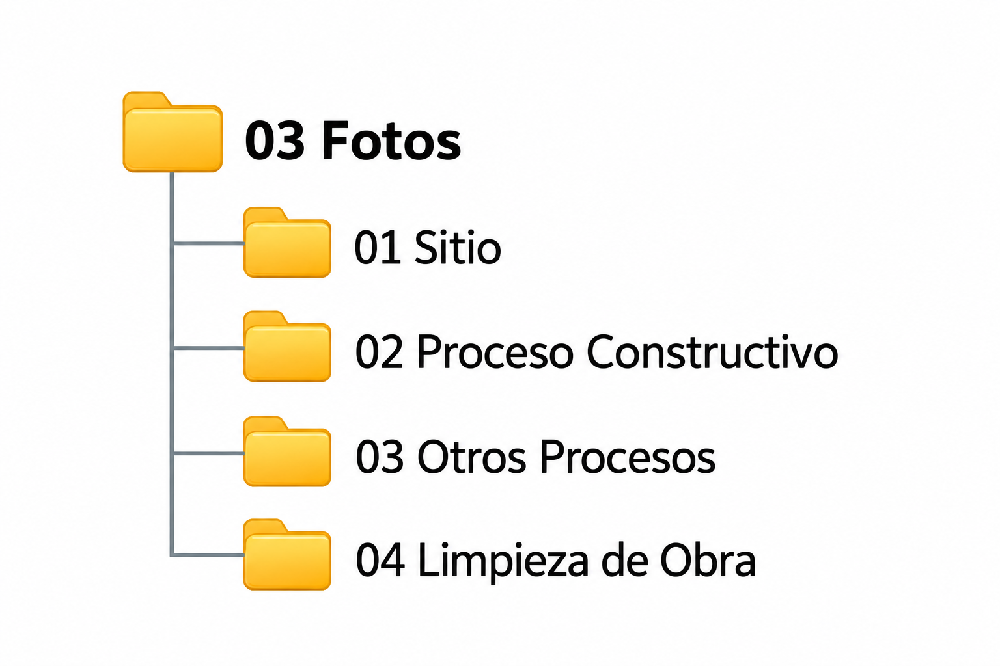 03 Fotos
01 Sitio
02 Proceso Constructivo
03 Otros Procesos
04 Limpieza de Obra